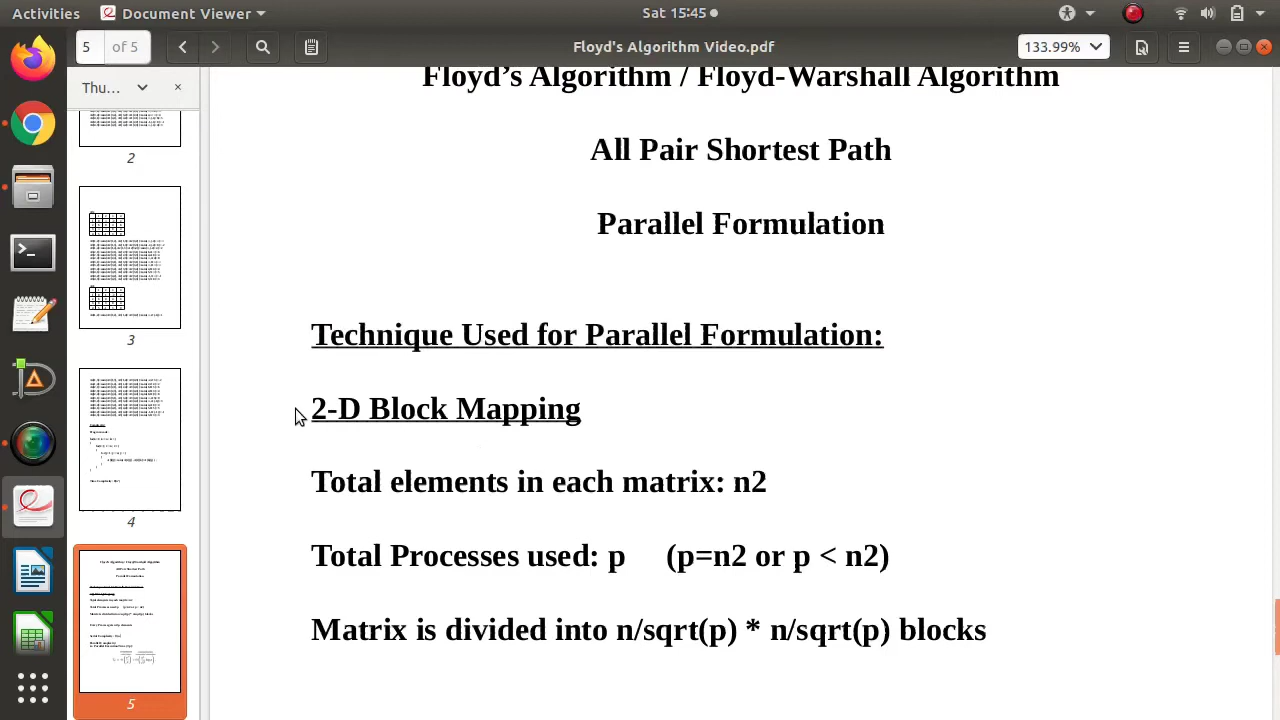 Activities Document Viewer Sat 15:45
5 of 5 Floyd's Algorithm Video.pdf 133.99%
Thu...
2
3
4
5
Floyd's Algorithm / Floyd-Warshall Algorithm
All Pair Shortest Path
Parallel Formulation
Technique Used for Parallel Formulation:
2-D Block Mapping
Total elements in each matrix: n2
Total Processes used: p (p=n2 or p < n2)
Matrix is divided into n/sqrt(p) * n/sqrt(p) blocks